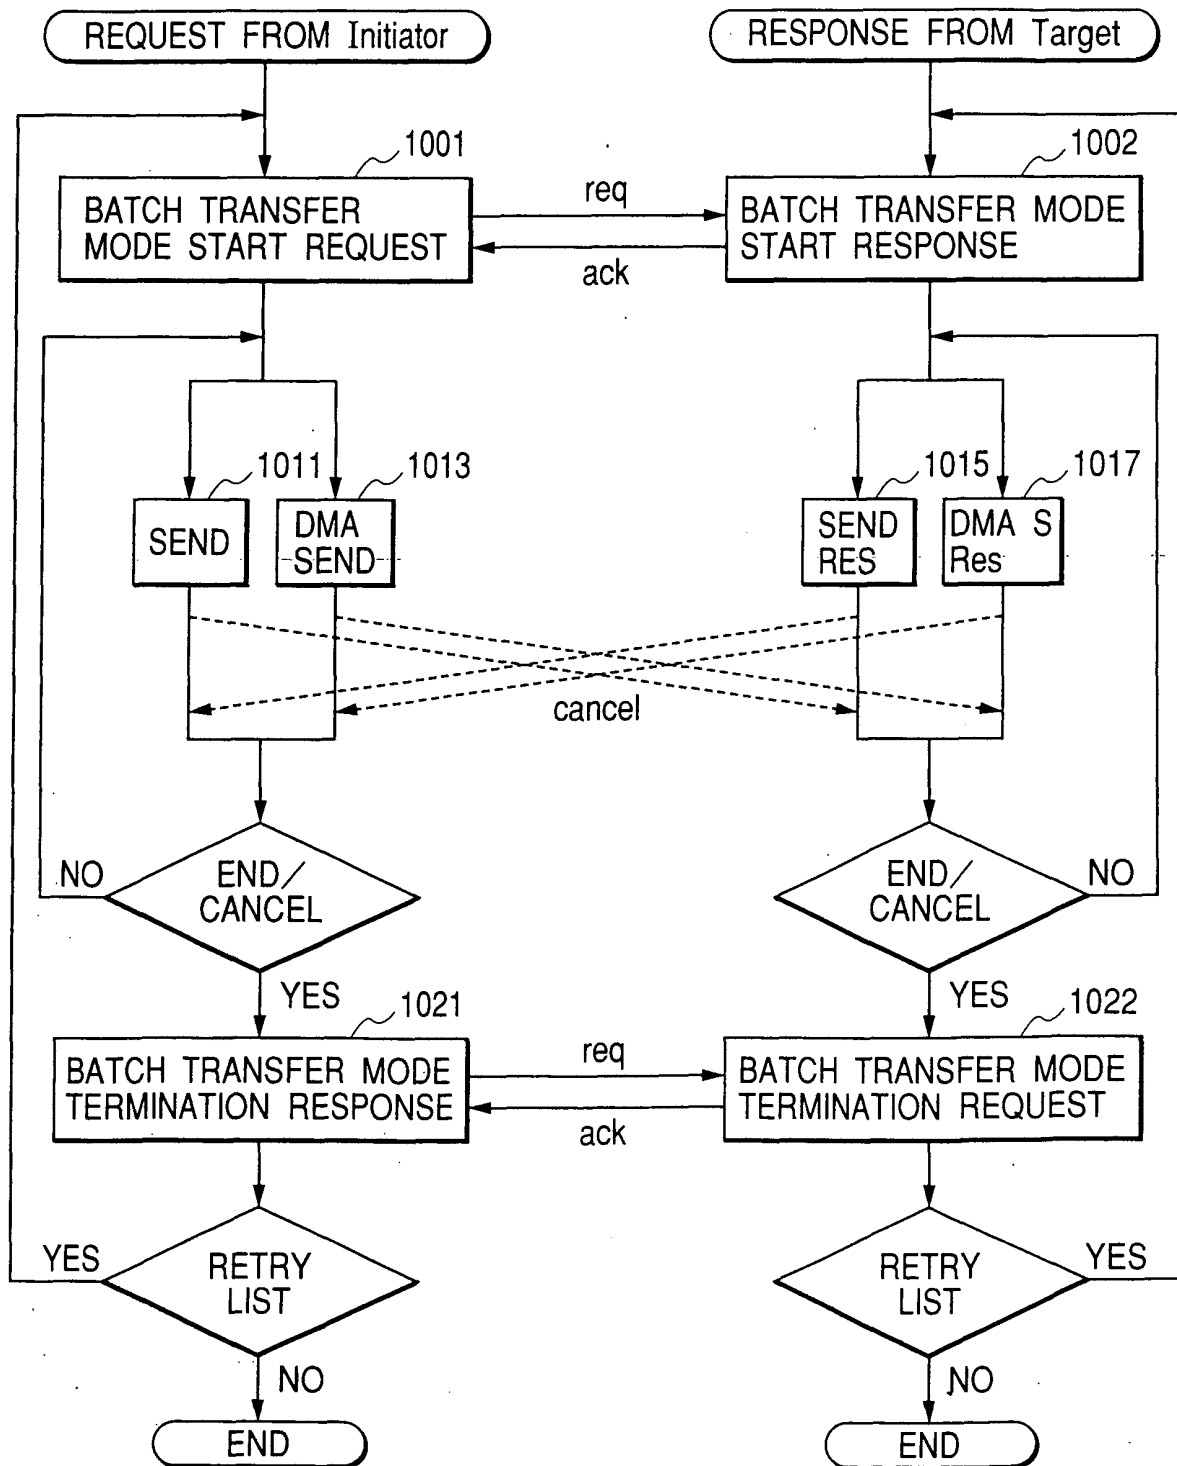 REQUEST FROM Initiator
RESPONSE FROM Target
1001
1002
BATCH TRANSFER
MODE START REQUEST
req
ack
BATCH TRANSFER MODE
START RESPONSE
1011
1013
1015
1017
SEND
DMA
SEND
SEND
RES
DMA S
Res
cancel
NO
END/
CANCEL
END/
CANCEL
NO
YES
YES
1021
1022
BATCH TRANSFER MODE
TERMINATION RESPONSE
req
ack
BATCH TRANSFER MODE
TERMINATION REQUEST
YES
RETRY
LIST
RETRY
LIST
YES
NO
NO
END
END